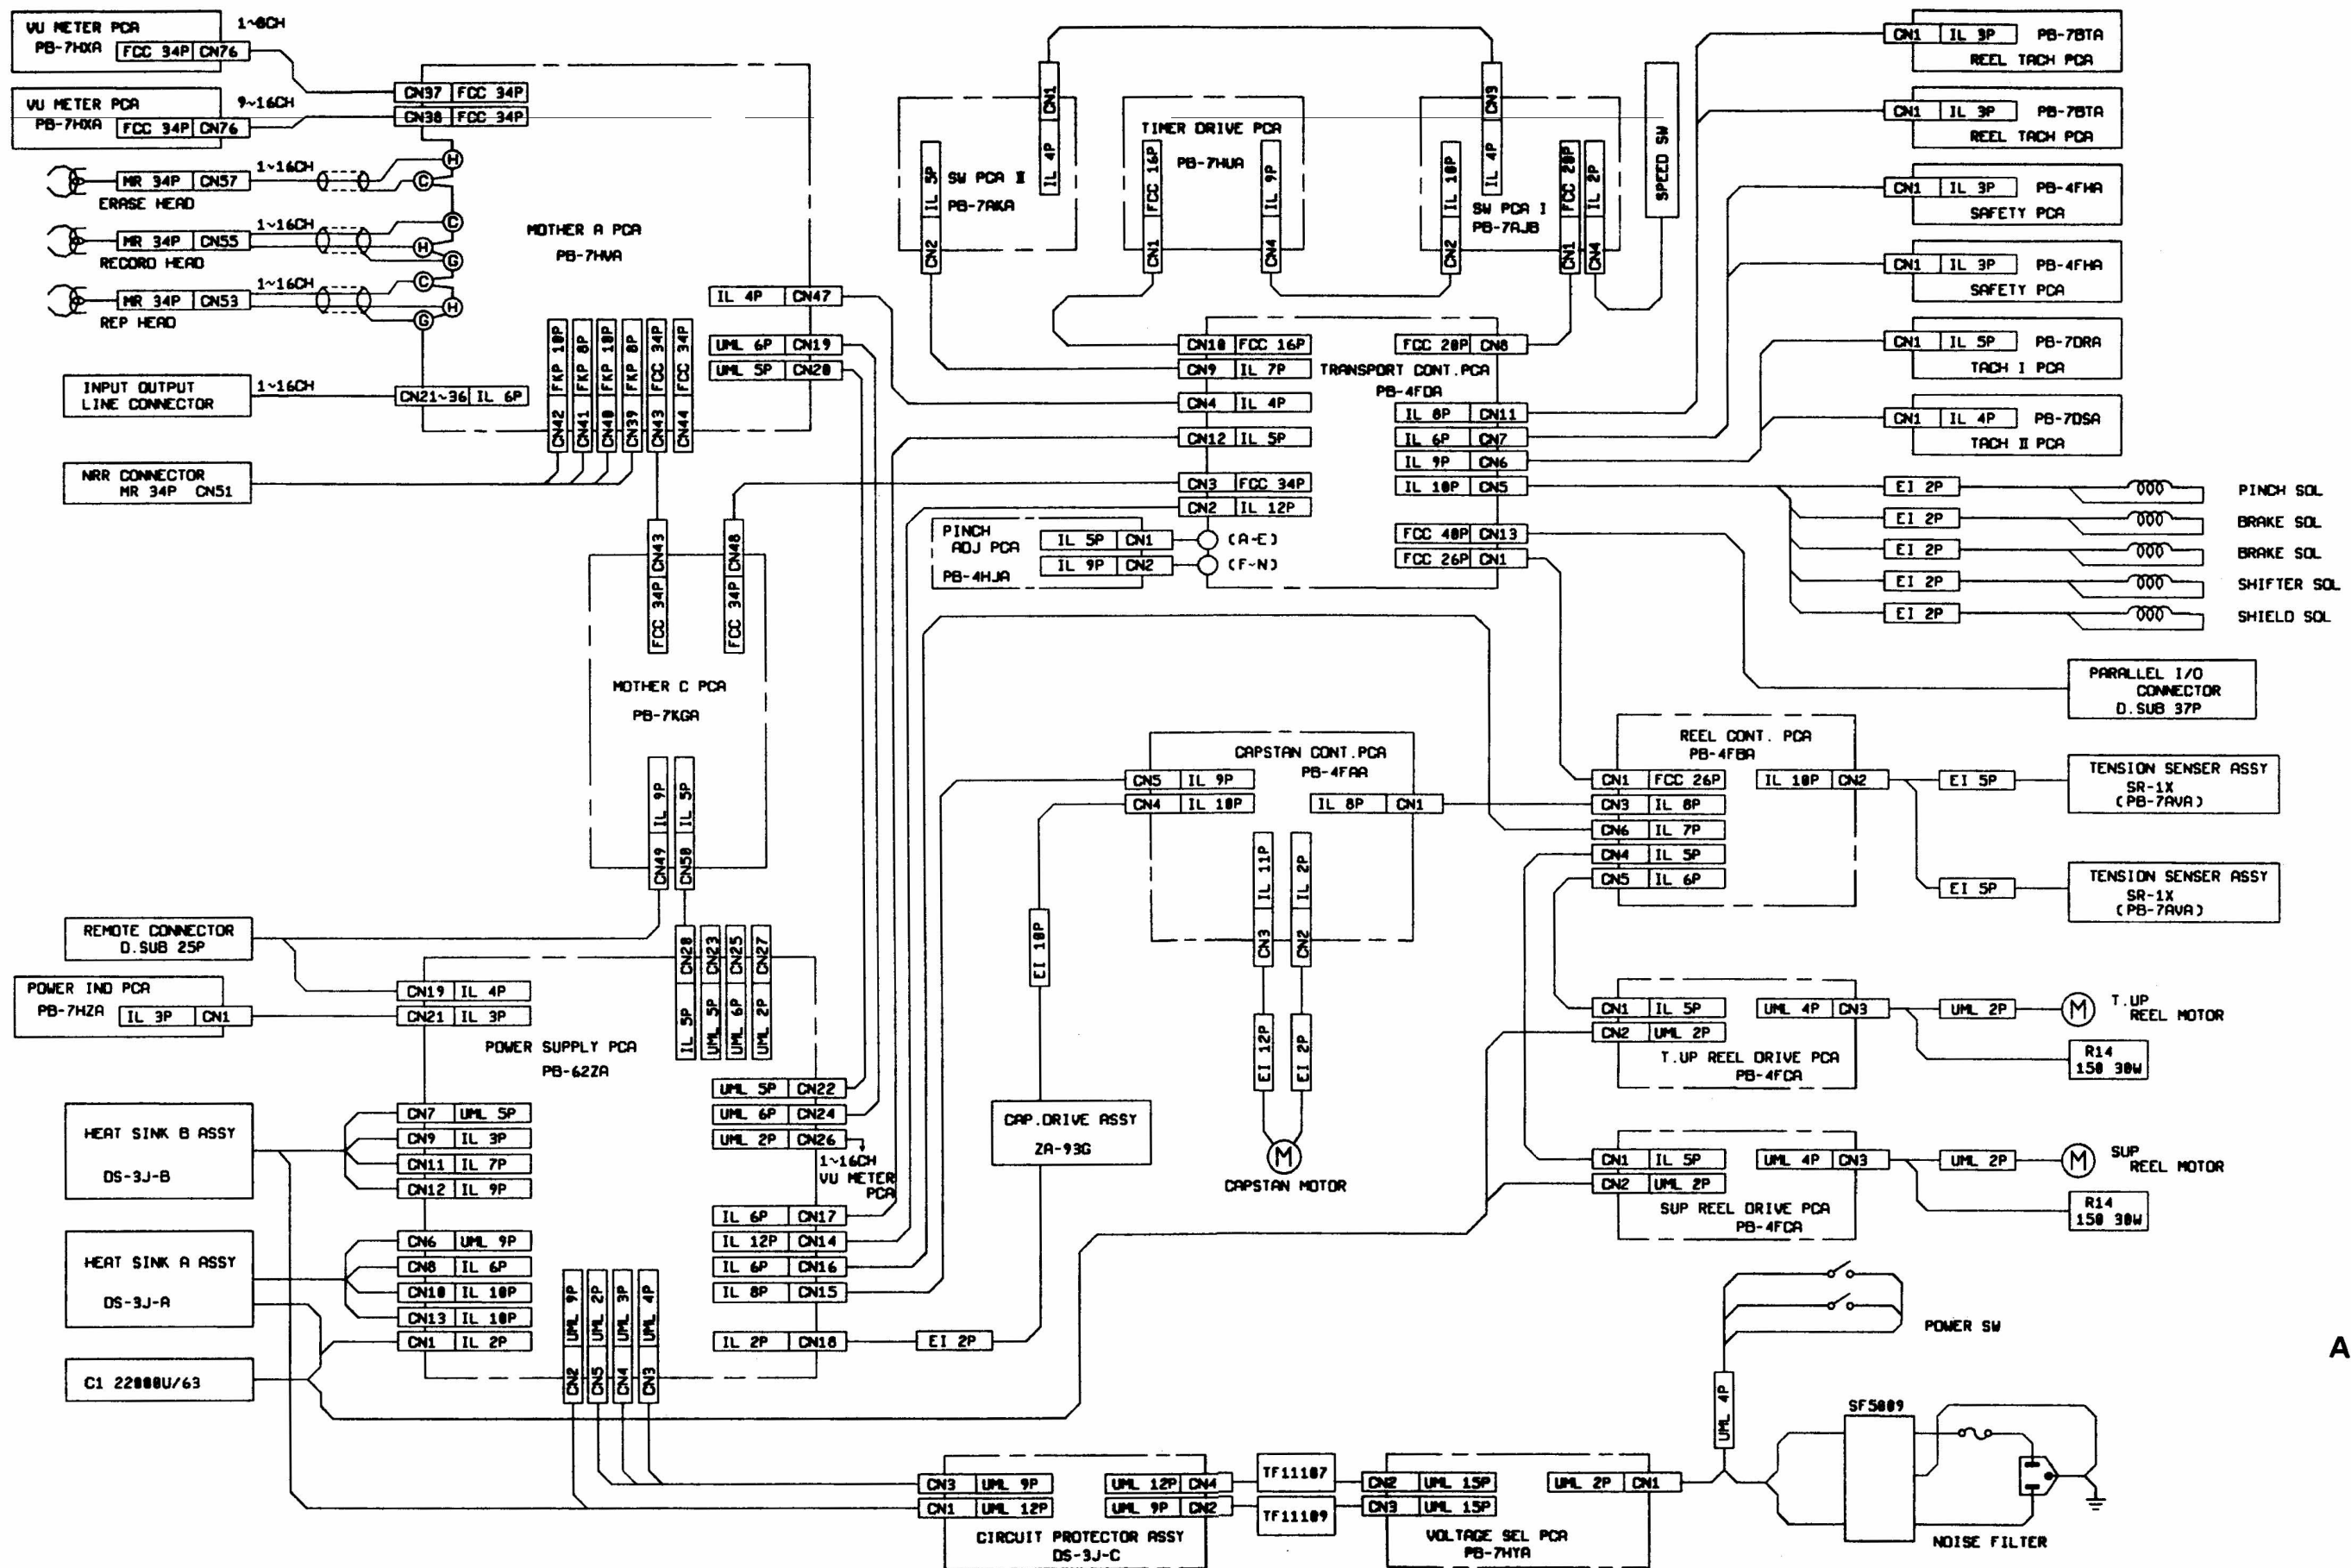 VU METER PCA
PB-7HXA FCC 34P CN76
1~8CH
VU METER PCA
PB-7HXA FCC 34P CN76
9~16CH
CN37 FCC 34P
CN38 FCC 34P
MR 34P CN57
1~16CH
ERASE HEAD
MR 34P CN55
1~16CH
RECORD HEAD
MR 34P CN53
1~16CH
REP HEAD
H
C
C
H
G
C
H
G
MOTHER A PCA
PB-7HVA
IL 4P CN47
UML 6P CN19
UML 5P CN20
INPUT OUTPUT
LINE CONNECTOR
1~16CH
CN21~36 IL 6P
CN42 FKP 10P
CN41 FKP 8P
CN40 FKP 10P
CN39 FKP 8P
CN43 FCC 34P
CN44 FCC 34P
NRR CONNECTOR
MR 34P CN51
FCC 34P CN43
FCC 34P CN48
MOTHER C PCA
PB-7KGA
CN49 IL 9P
CN50 IL 5P
REMOTE CONNECTOR
D.SUB 25P
POWER IND PCA
PB-7HZA IL 3P CN1
CN19 IL 4P
CN21 IL 3P
IL 5P CN28
UML 5P CN23
UML 6P CN25
UML 2P CN27
POWER SUPPLY PCA
PB-62ZA
UML 5P CN22
UML 6P CN24
UML 2P CN26
1~16CH
VU METER
PCA
HEAT SINK B ASSY
DS-3J-B
CN7 UML 5P
CN9 IL 3P
CN11 IL 7P
CN12 IL 9P
HEAT SINK A ASSY
DS-3J-A
CN6 UML 9P
CN8 IL 6P
CN10 IL 10P
CN13 IL 10P
CN1 IL 2P
C1 22000U/63
IL 6P CN17
IL 12P CN14
IL 6P CN16
IL 8P CN15
IL 2P CN18
EI 2P
CN2 UML 9P
CN5 UML 2P
CN4 UML 3P
CN3 UML 4P
IL 4P CN1
CN2 IL 5P
SW PCA II
PB-7AKA
TIMER DRIVE PCA
PB-7HUA
CN1 FCC 16P
CN4 IL 9P
IL 4P CN3
CN2 IL 10P
SW PCA I
PB-7AJB
CN1 FCC 20P
CN4 IL 2P
SPEED SW
CN10 FCC 16P
CN9 IL 7P
CN4 IL 4P
CN12 IL 5P
CN3 FCC 34P
CN2 IL 12P
TRANSPORT CONT.PCA
PB-4FDA
FCC 20P CN8
IL 8P CN11
IL 6P CN7
IL 9P CN6
IL 10P CN5
FCC 40P CN13
FCC 26P CN1
PINCH
ADJ PCA
PB-4HJA
IL 5P CN1
IL 9P CN2
(A-E)
(F~N)
CN1 IL 3P PB-7BTA
REEL TACH PCA
CN1 IL 3P PB-7BTA
REEL TACH PCA
CN1 IL 3P PB-4FHA
SAFETY PCA
CN1 IL 3P PB-4FHA
SAFETY PCA
CN1 IL 5P PB-7DRA
TACH I PCA
CN1 IL 4P PB-7DSA
TACH II PCA
EI 2P PINCH SOL
EI 2P BRAKE SOL
EI 2P BRAKE SOL
EI 2P SHIFTER SOL
EI 2P SHIELD SOL
PARALLEL I/O
CONNECTOR
D.SUB 37P
CAPSTAN CONT.PCA
PB-4FAA
CN5 IL 9P
CN4 IL 10P
IL 8P CN1
CN3 IL 11P
CN2 IL 2P
EI 10P
EI 12P
EI 2P
CAP.DRIVE ASSY
ZA-93G
M
CAPSTAN MOTOR
REEL CONT. PCA
PB-4FBA
CN1 FCC 26P
CN3 IL 8P
CN6 IL 7P
CN4 IL 5P
CN5 IL 6P
IL 10P CN2
EI 5P
TENSION SENSER ASSY
SR-1X
(PB-7AVA)
EI 5P
TENSION SENSER ASSY
SR-1X
(PB-7AVA)
CN1 IL 5P
CN2 UML 2P
UML 4P CN3
T.UP REEL DRIVE PCA
PB-4FCA
UML 2P
M
T.UP
REEL MOTOR
R14
150 30W
CN1 IL 5P
CN2 UML 2P
UML 4P CN3
SUP REEL DRIVE PCA
PB-4FCA
UML 2P
M
SUP
REEL MOTOR
R14
150 30W
POWER SW
A
UML 4P
SF5009
NOISE FILTER
CN3 UML 9P
CN1 UML 12P
UML 12P CN4
UML 9P CN2
CIRCUIT PROTECTOR ASSY
DS-3J-C
TF11107
TF11109
CN2 UML 15P
CN3 UML 15P
UML 2P CN1
VOLTAGE SEL PCA
PB-7HYA